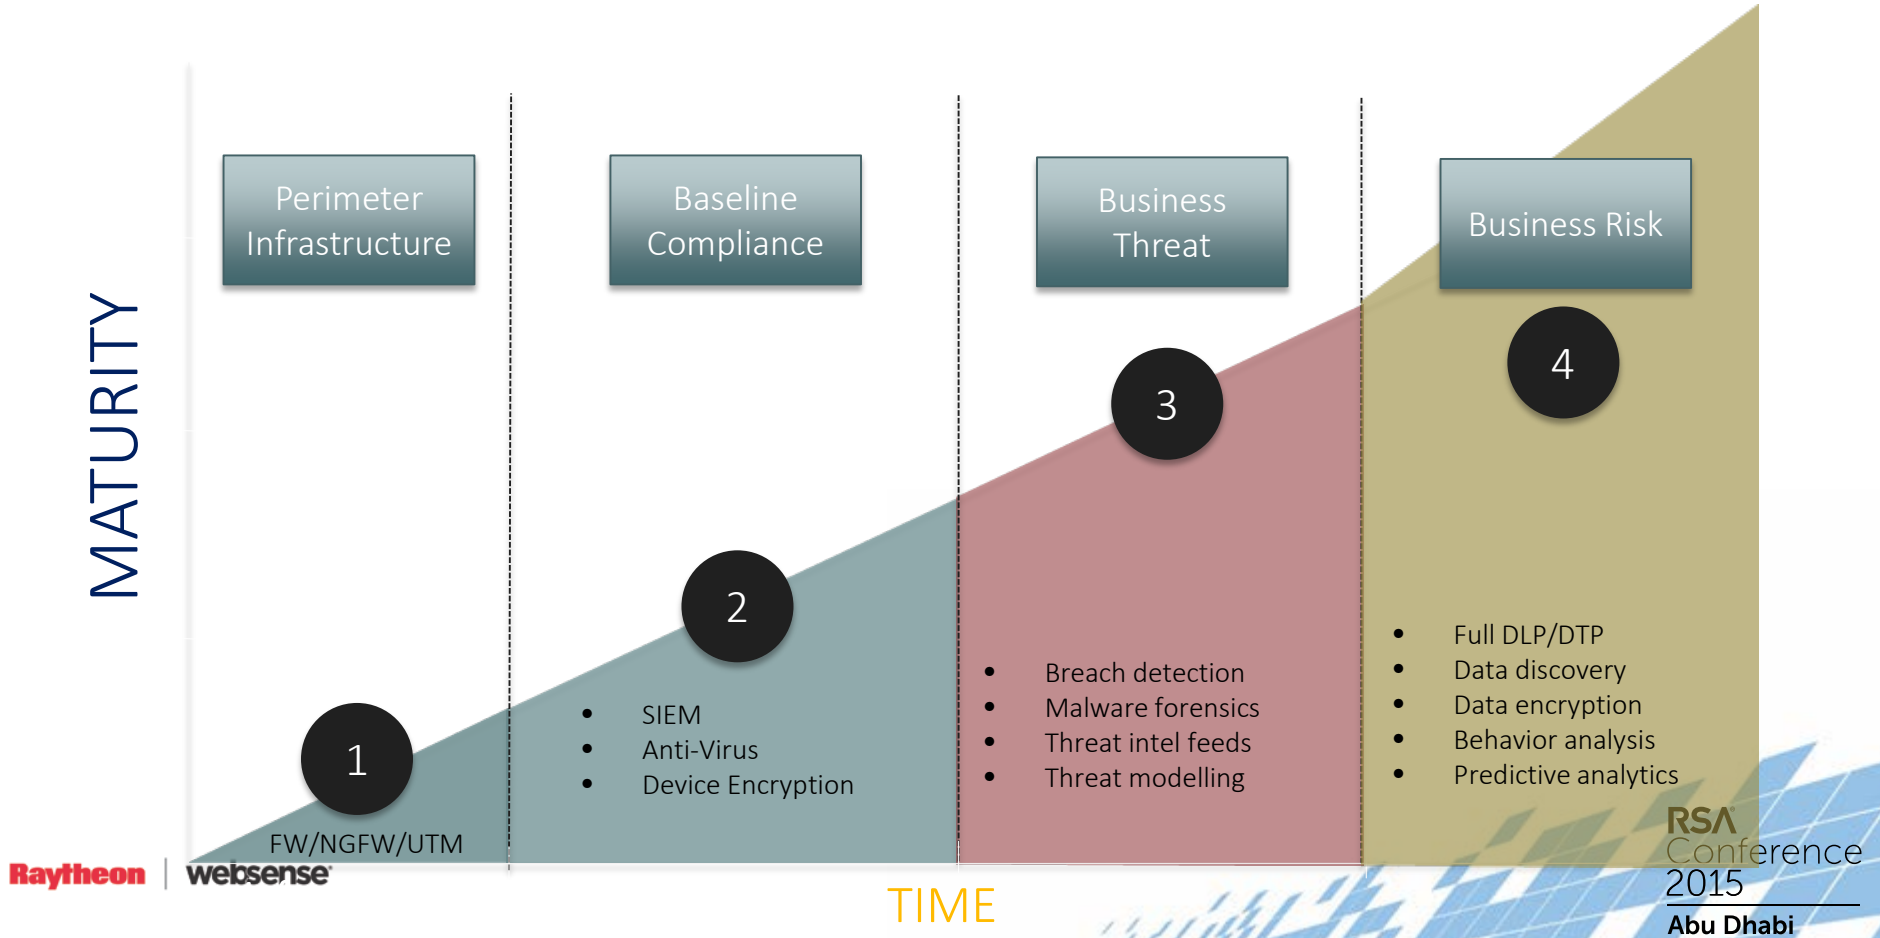 MATURITY
Perimeter
Infrastructure
Baseline
Compliance
Business
Threat
Business Risk
1
2
3
4
FW/NGFW/UTM
• SIEM
• Anti-Virus
• Device Encryption
• Breach detection
• Malware forensics
• Threat intel feeds
• Threat modelling
• Full DLP/DTP
• Data discovery
• Data encryption
• Behavior analysis
• Predictive analytics
TIME
Raytheon | websense
RSA
Conference
2015
Abu Dhabi